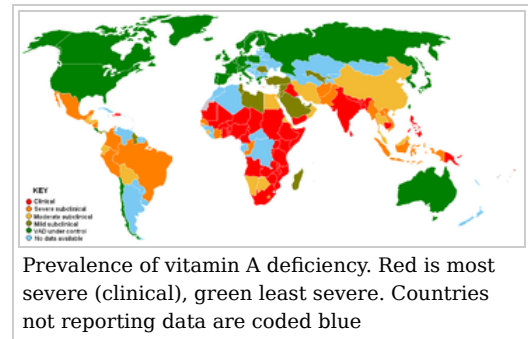 KEY
Clinical
Severe subclinical
Moderate subclinical
Mild subclinical
VAD under control
No data available
Prevalence of vitamin A deficiency. Red is most
severe (clinical), green least severe. Countries
not reporting data are coded blue